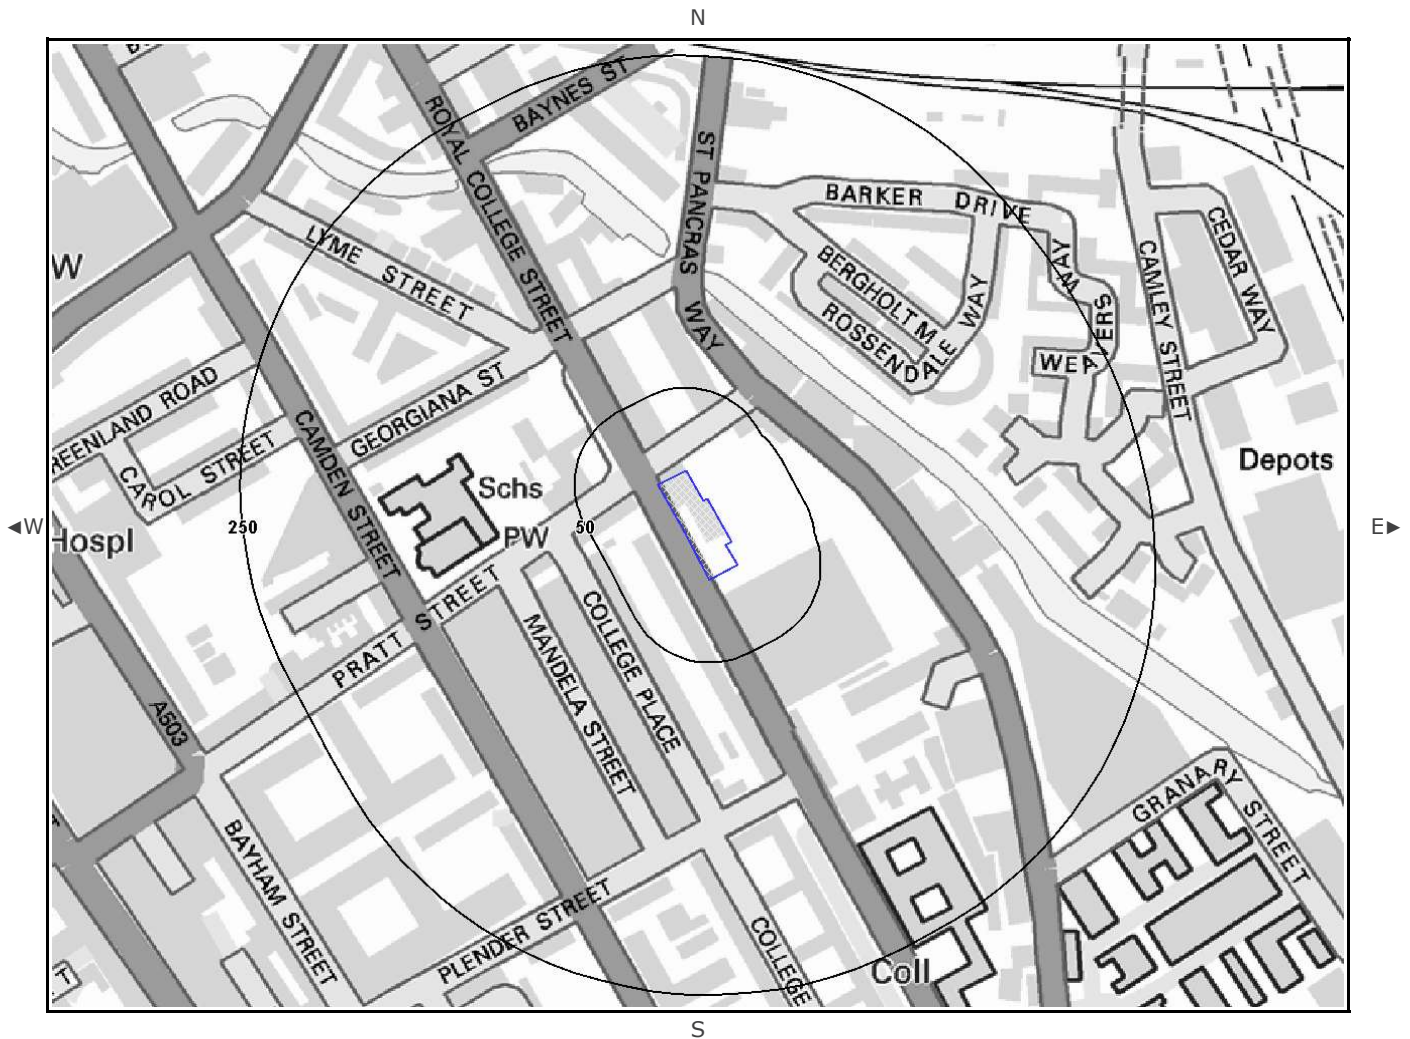 N
BAYNES ST
ROYAL COLLEGE STREET
ST PANCRAS WAY
BARKER DRIVE
CEDAR WAY
LYME STREET
W
WEAVERS WAY
CAMLEY STREET
BERGHOLT M
ROSSENDALE WAY
WEAVERS
REENLAND ROAD
GEORGIANA ST
CAROL STREET
CAMDEN STREET
Depots
Schs
◄W
250
50
E►
Hospl
PW
PRATT STREET
MANDELA STREET
COLLEGE PLACE
A503
GRANARY STREET
BAYHAM STREET
PLENDER STREET
COLLEGE
Coll
T
S